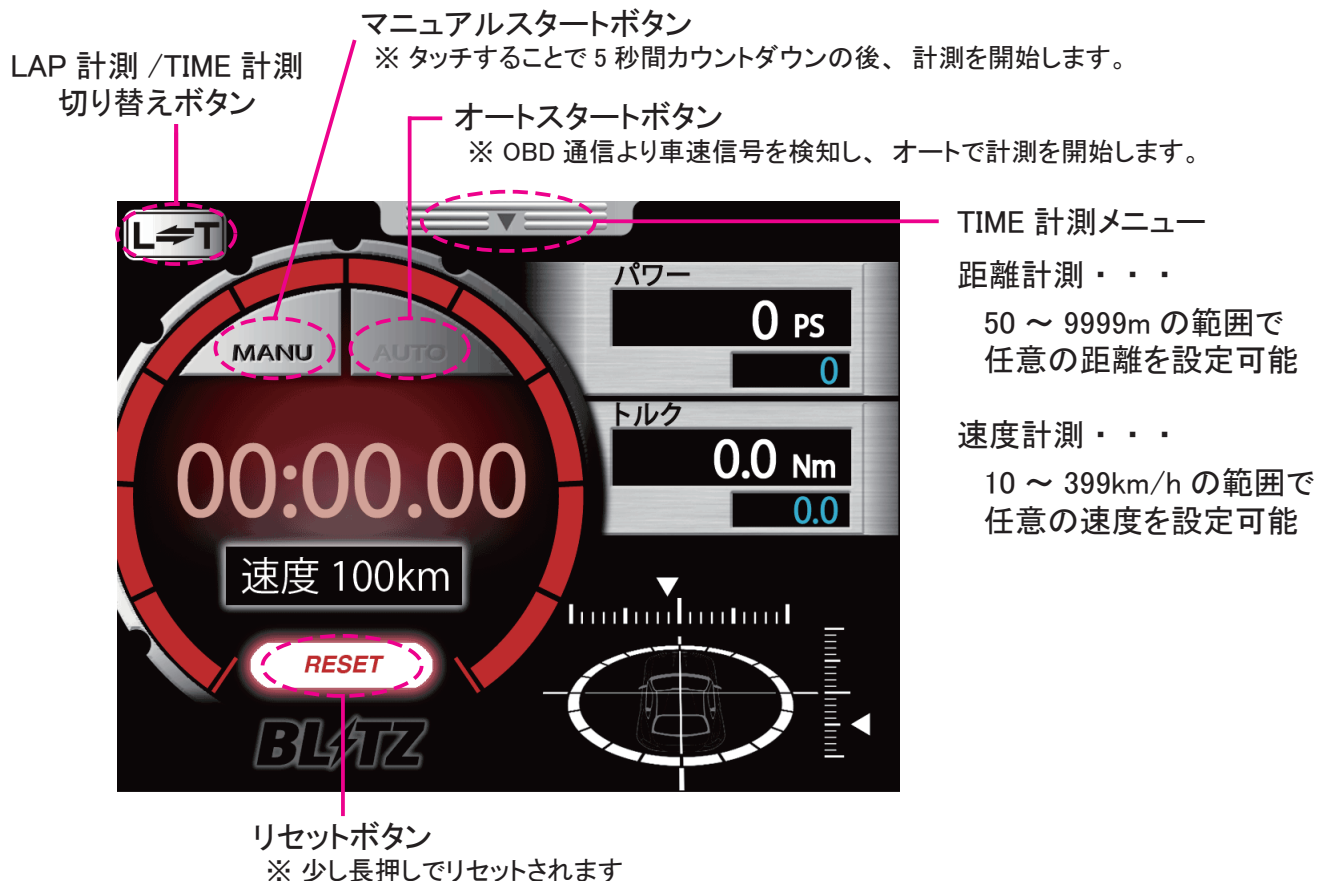 マニュアルスタートボタン
※ タッチすることで 5 秒間カウントダウンの後、 計測を開始します。
LAP 計測 /TIME 計測
切り替えボタン
オートスタートボタン
※ OBD 通信より車速信号を検知し、 オートで計測を開始します。
L⇌T
▼
TIME 計測メニュー
距離計測・・・
50 ～ 9999m の範囲で
任意の距離を設定可能
速度計測・・・
10 ～ 399km/h の範囲で
任意の速度を設定可能
MANU
AUTO
パワー
0 PS
0
トルク
0.0 Nm
0.0
00:00.00
速度 100km
RESET
BLITZ
リセットボタン
※ 少し長押しでリセットされます